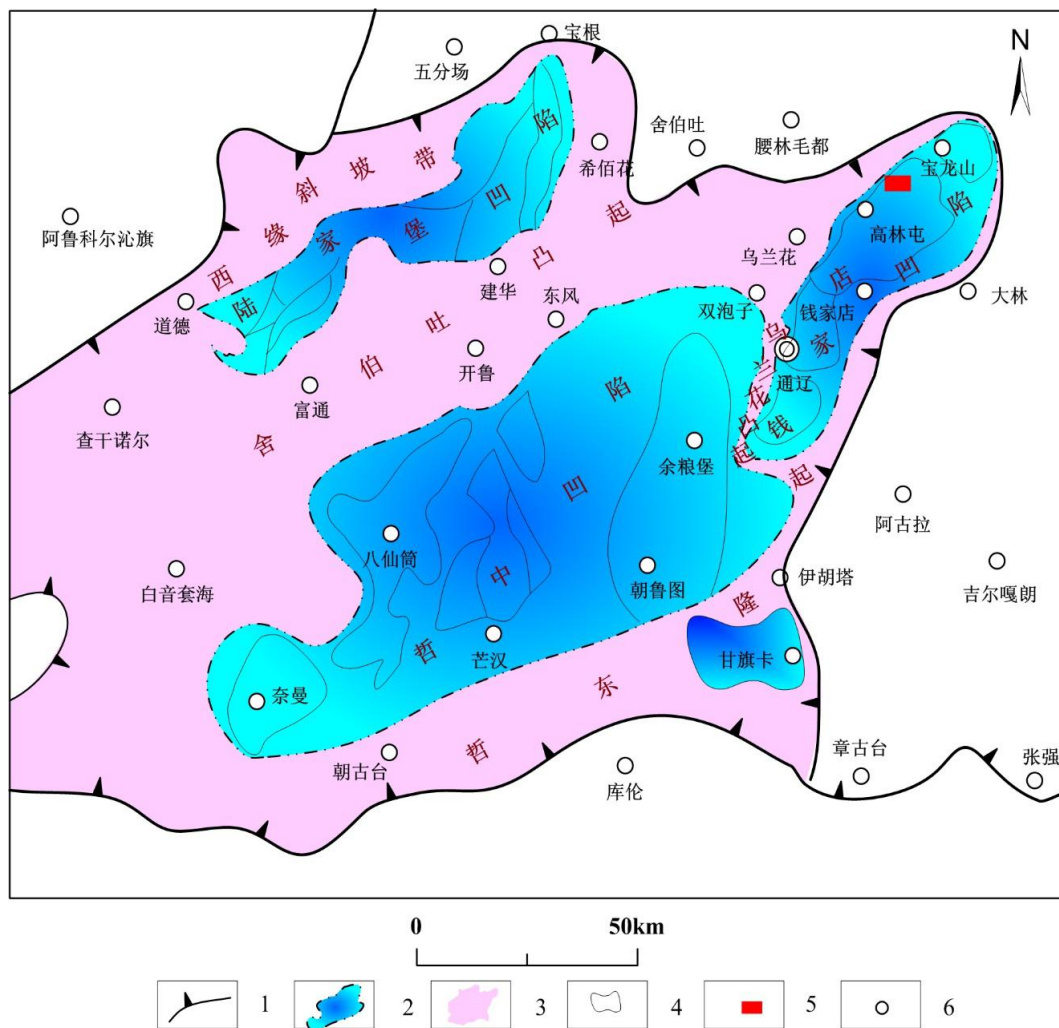 宝根
五分场
N
舍伯吐
腰林毛都
希佰花
宝龙山
阿鲁科尔沁旗
高林屯
乌兰花
西缘斜坡带
陆家堡凹陷
建华
道德
东风
双泡子
钱家店
大林
舍伯吐凸起
开鲁
通辽
乌兰花凸起
钱家店凹陷
富通
查干诺尔
余粮堡
阿古拉
八仙筒
哲中凹陷
白音套海
朝鲁图
伊胡塔
吉尔嘎朗
哲东隆起
芒汉
甘旗卡
奈曼
朝古台
库伦
章古台
张强
0 50km
1 2 3 4 5 6